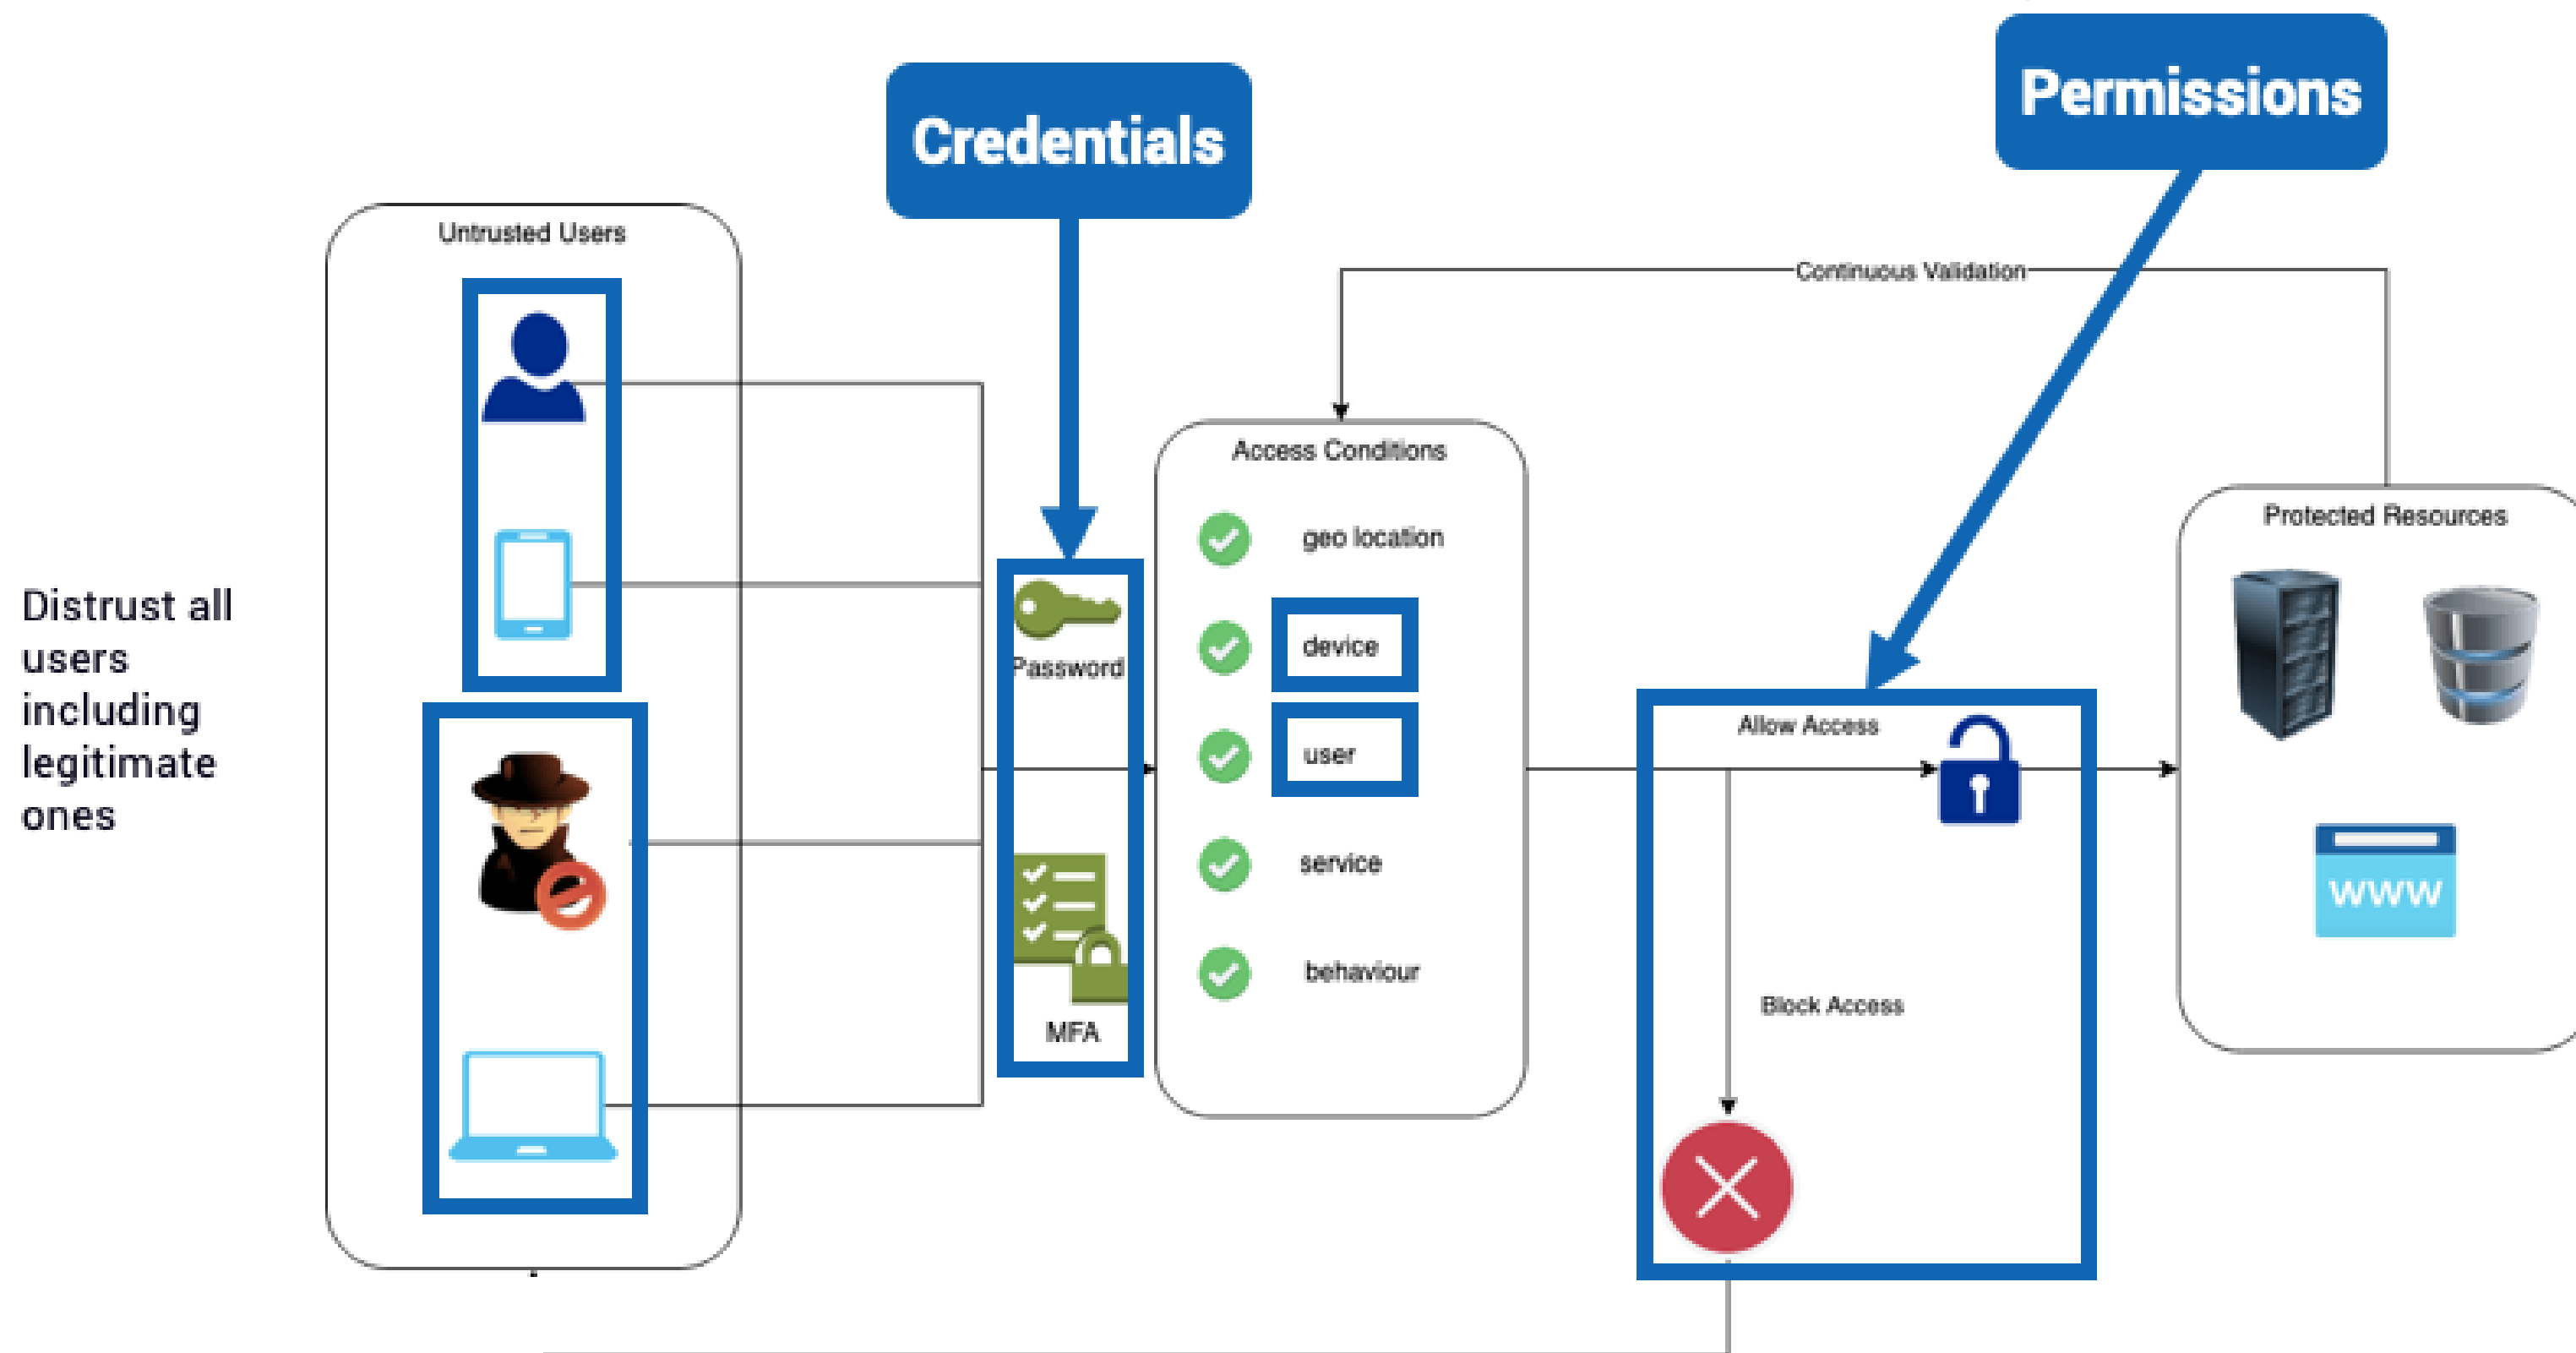 Permissions
Credentials
Untrusted Users
Continuous Validation
Access Conditions
geo location
device
user
service
behaviour
Password
MFA
Distrust all
users
including
legitimate
ones
Allow Access
Block Access
Protected Resources
www